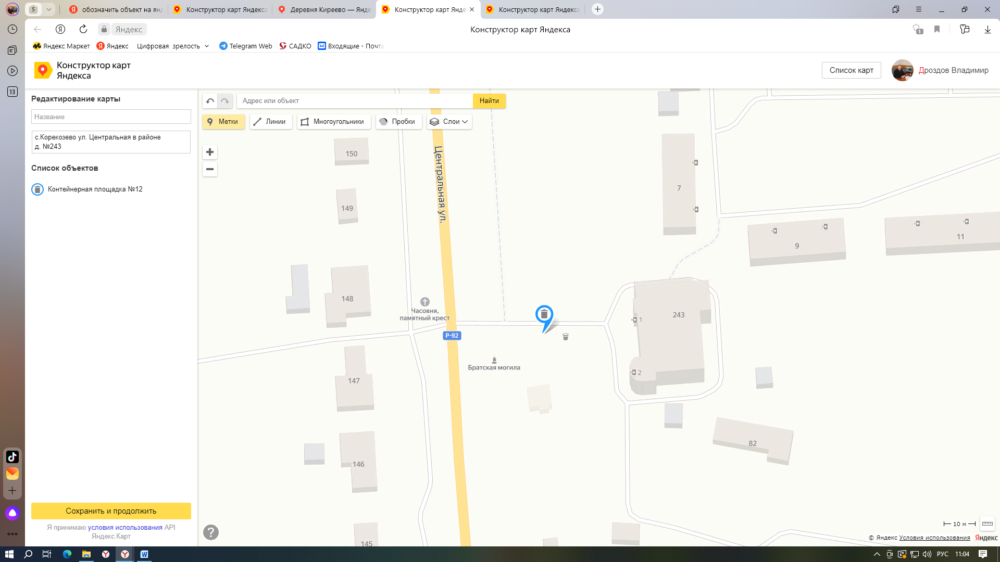 5
обозначить объект на янд
Конструктор карт Яндекса
Деревня Киреево — Янде
Конструктор карт Янде
Конструктор карт Яндекса
Яндекс
Конструктор карт Яндекса
1
Яндекс Маркет
Яндекс
Цифровая зрелость
Telegram Web
САДКО
Входящие - Почта
13
Конструктор карт
Яндекса
Список карт
Дроздов Владимир
Редактирование карты
Название
с.Корекозево ул. Центральная в районе
д. №243
Список объектов
Контейнерная площадка №12
Адрес или объект
Найти
Метки
Линии
Многоугольники
Пробки
Слои
150
Центральная ул.
149
7
9
11
148
Часовня,
памятный крест
243
1
Р-92
Братская могила
2
147
82
146
145
Сохранить и продолжить
Я принимаю условия использования API
Яндекс.Карт
?
10 м
© Яндекс Условия использования Яндекс
РУС
11:04